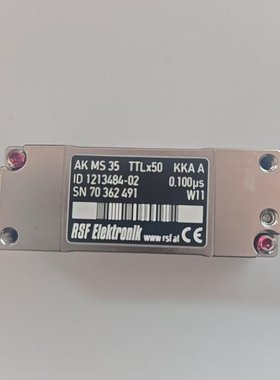 AK MS 35 TTLx50 KKA A
ID 1213484-02 0,100µs
SN 70 362 491 W11
RSF Elektronik www.rsf.at CE